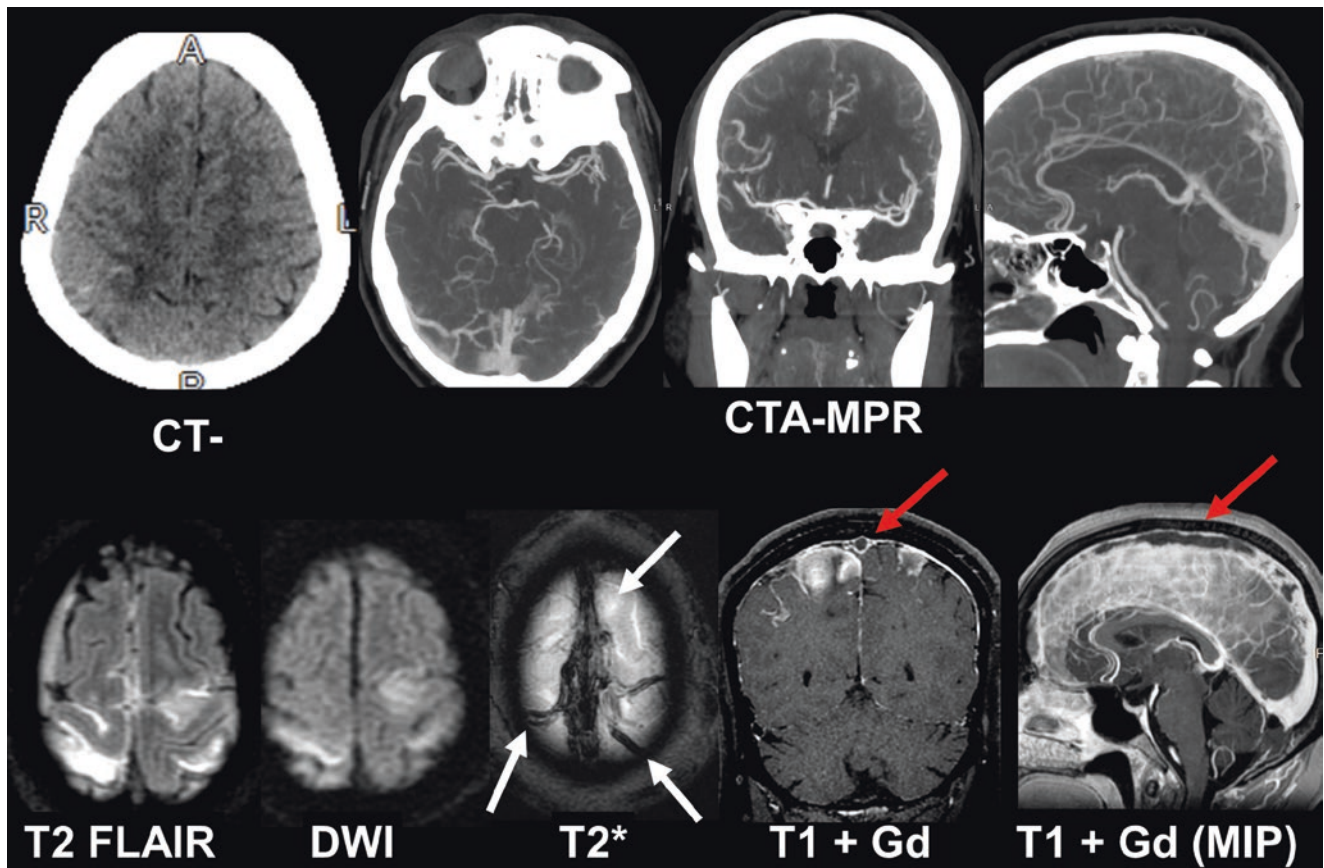 A
R L
P
CT-
CTA-MPR
T2 FLAIR DWI T2* T1 + Gd T1 + Gd (MIP)